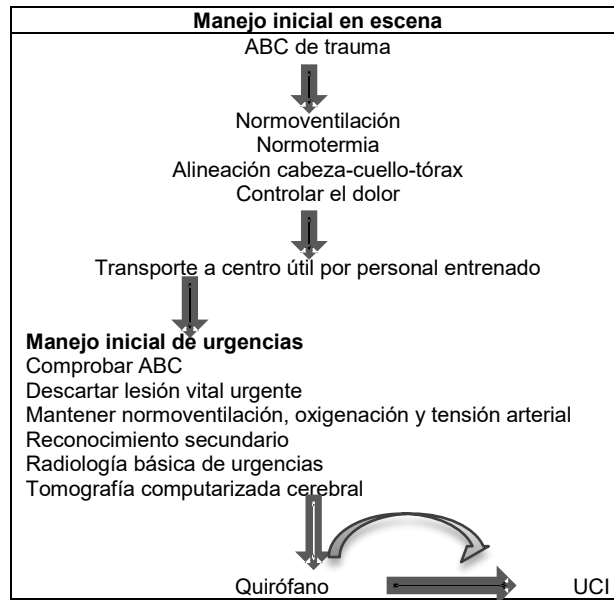 Manejo inicial en escena
ABC de trauma
Normoventilación
Normotermia
Alineación cabeza-cuello-tórax
Controlar el dolor
Transporte a centro útil por personal entrenado
Manejo inicial de urgencias
Comprobar ABC
Descartar lesión vital urgente
Mantener normoventilación, oxigenación y tensión arterial
Reconocimiento secundario
Radiología básica de urgencias
Tomografía computarizada cerebral
Quirófano UCI